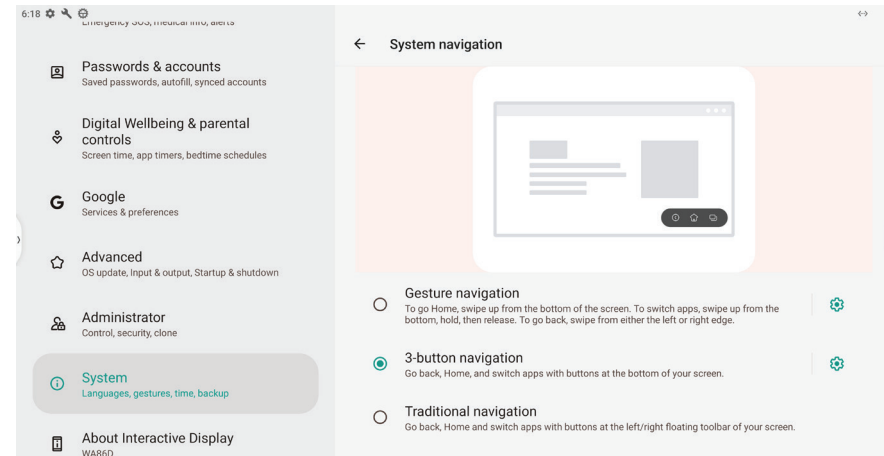 6:18
Emergency SOS, medical info, alerts
Passwords & accounts
Saved passwords, autofill, synced accounts
Digital Wellbeing & parental
controls
Screen time, app timers, bedtime schedules
Google
Services & preferences
Advanced
OS update, Input & output, Startup & shutdown
Administrator
Control, security, clone
System
Languages, gestures, time, backup
About Interactive Display
WA86D
System navigation
Gesture navigation
To go Home, swipe up from the bottom of the screen. To switch apps, swipe up from the
bottom, hold, then release. To go back, swipe from either the left or right edge.
3-button navigation
Go back, Home, and switch apps with buttons at the bottom of your screen.
Traditional navigation
Go back, Home and switch apps with buttons at the left/right floating toolbar of your screen.